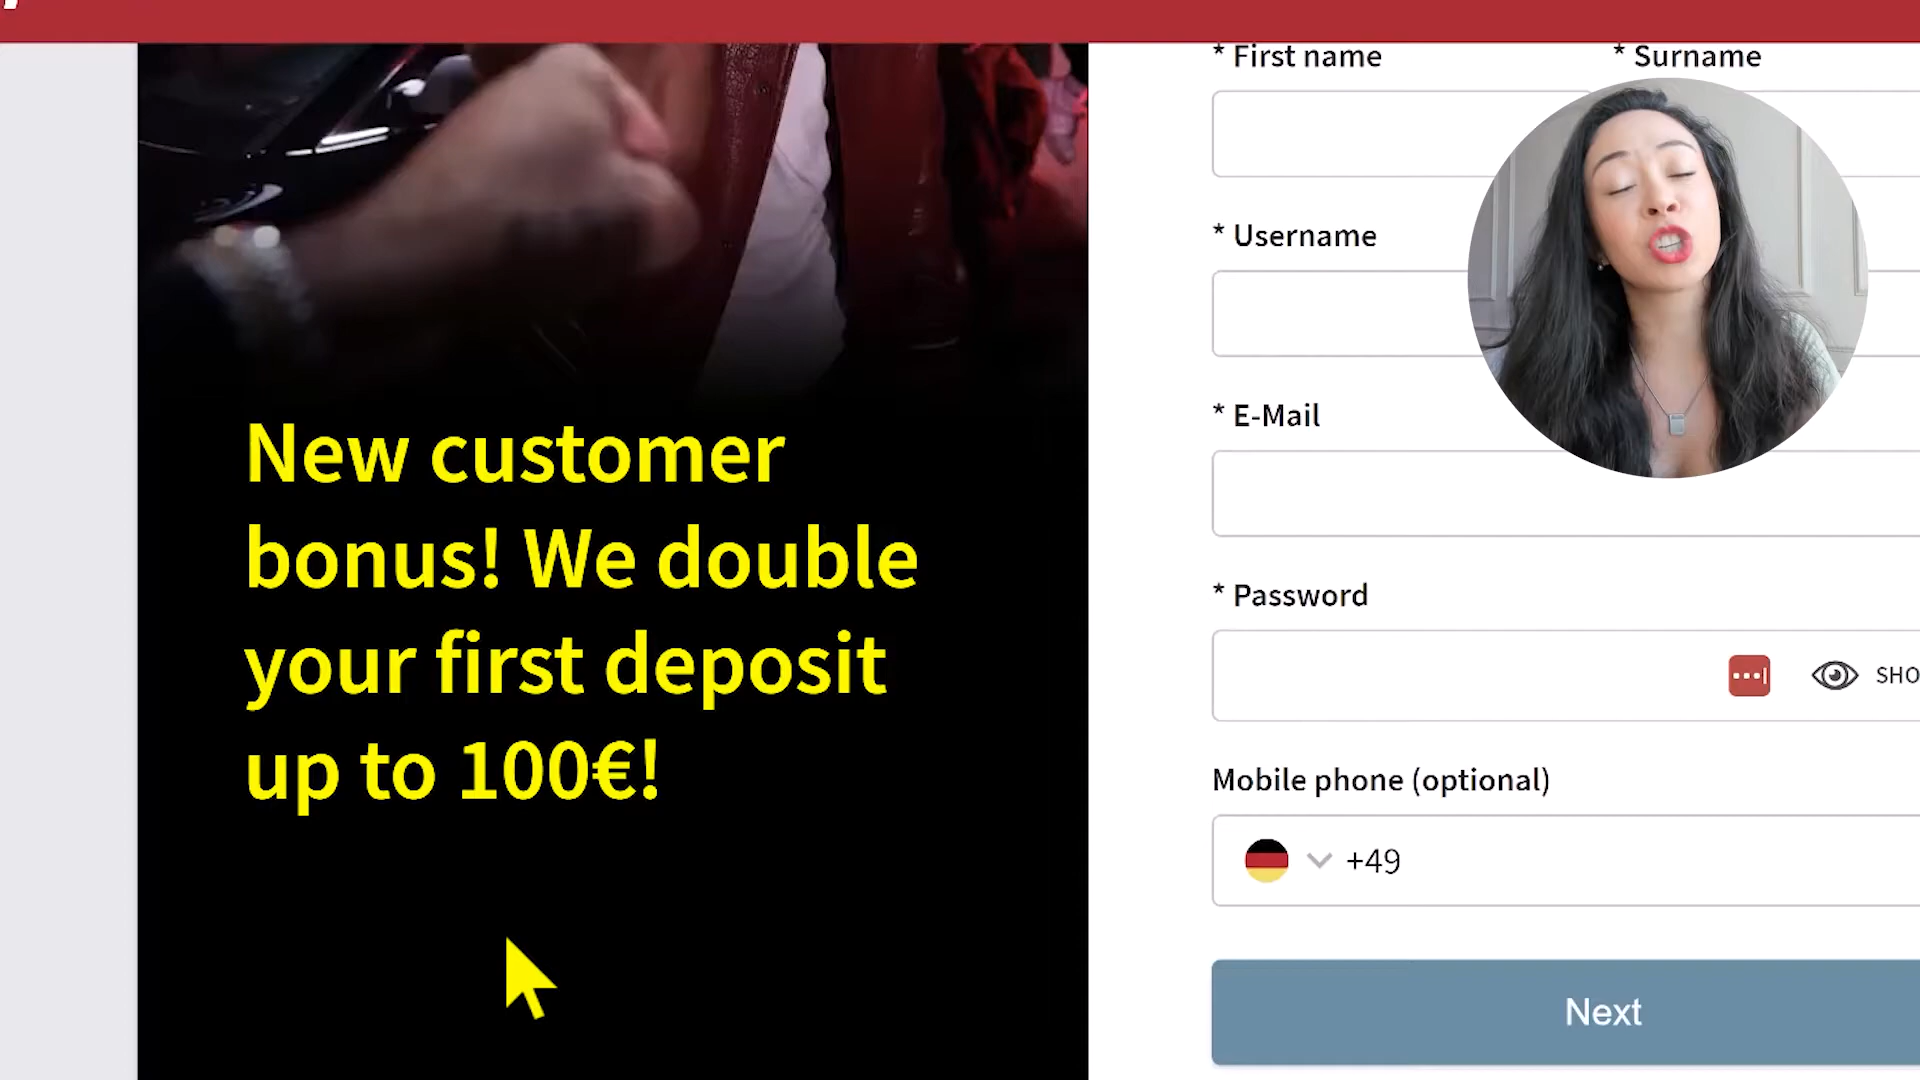 * First name * Surname
* Username
* E-Mail
New customer
bonus! We double
your first deposit
up to 100€!
* Password
SHO
Mobile phone (optional)
+49
Next